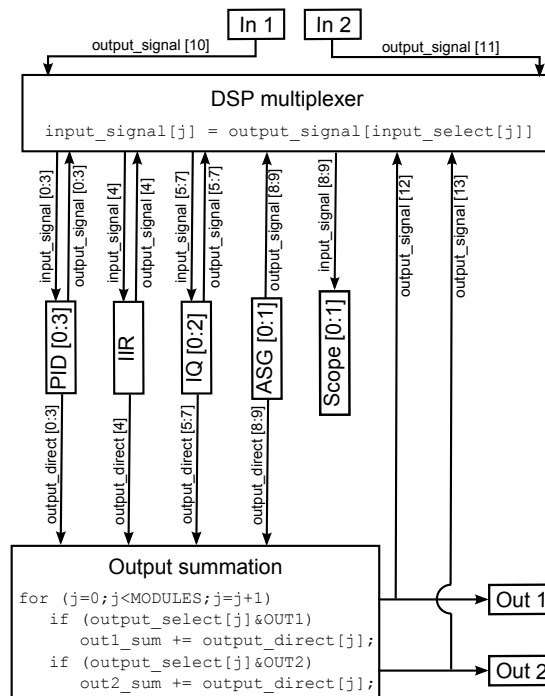 In 1
In 2
output_signal [10]
output_signal [11]
DSP multiplexer
input_signal[j] = output_signal[input_select[j]]
input_signal [0:3]
output_signal [0:3]
input_signal [4]
output_signal [4]
input_signal [5:7]
output_signal [5:7]
output_signal [8:9]
input_signal [8:9]
output_signal [12]
output_signal [13]
PID [0:3]
IIR
IQ [0:2]
ASG [0:1]
Scope [0:1]
output_direct [0:3]
output_direct [4]
output_direct [5:7]
output_direct [8:9]
Output summation
for (j=0;j<MODULES;j=j+1)
if (output_select[j]&OUT1)
out1_sum += output_direct[j];
if (output_select[j]&OUT2)
out2_sum += output_direct[j];
Out 1
Out 2